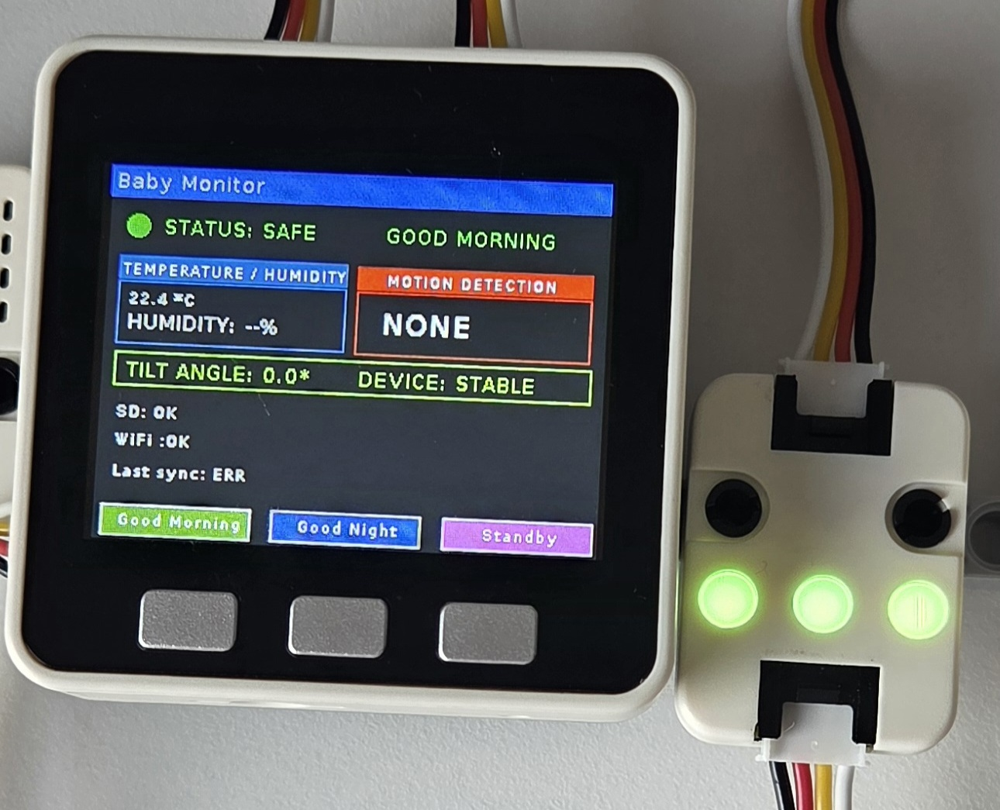 Baby Monitor
STATUS: SAFE GOOD MORNING
TEMPERATURE / HUMIDITY MOTION DETECTION
22.4 *C
HUMIDITY: --% NONE
TILT ANGLE: 0.0* DEVICE: STABLE
SD: OK
WiFi :OK
Last sync: ERR
Good Morning Good Night Standby